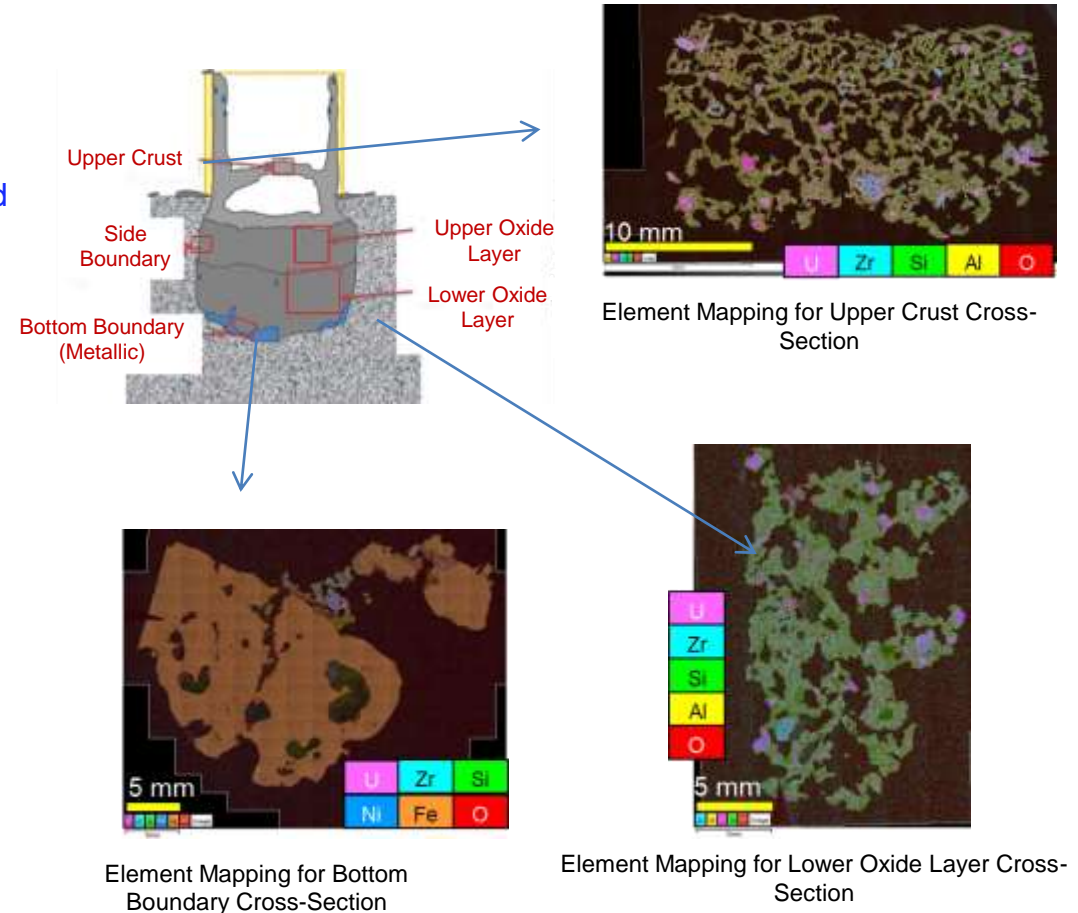 d
Upper Crust
Side
Boundary
Upper Oxide
Layer
Lower Oxide
Layer
Bottom Boundary
(Metallic)
10 mm
U Zr Si Al O
Element Mapping for Upper Crust Cross-
Section
5 mm
U Zr Si
Ni Fe O
Element Mapping for Bottom
Boundary Cross-Section
U
Zr
Si
Al
O
5 mm
Element Mapping for Lower Oxide Layer Cross-
Section